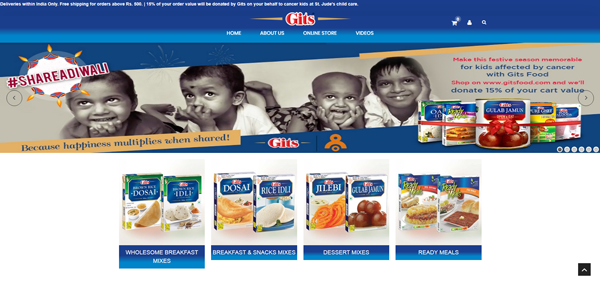 Deliveries within India Only. Free shipping for orders above Rs. 500. | 15% of your order value will be donated by Gits on your behalf to cancer kids at St. Jude's child care.
Gits
0
HOME ABOUT US ONLINE STORE VIDEOS
#SHAREADIWALI
Make this festive season memorable
for kids affected by cancer
with Gits Food
Shop on www.gitsfood.com and we'll
donate 15% of your cart value
GULAB JAMUN
Because happiness multiplies when shared!
Gits
BROWN RICE
DOSAI
BROWN RICE
IDLI
DOSAI
RICE IDLI
JILEBI
GULAB JAMUN
WHOLESOME BREAKFAST
MIXES
BREAKFAST & SNACKS MIXES
DESSERT MIXES
READY MEALS